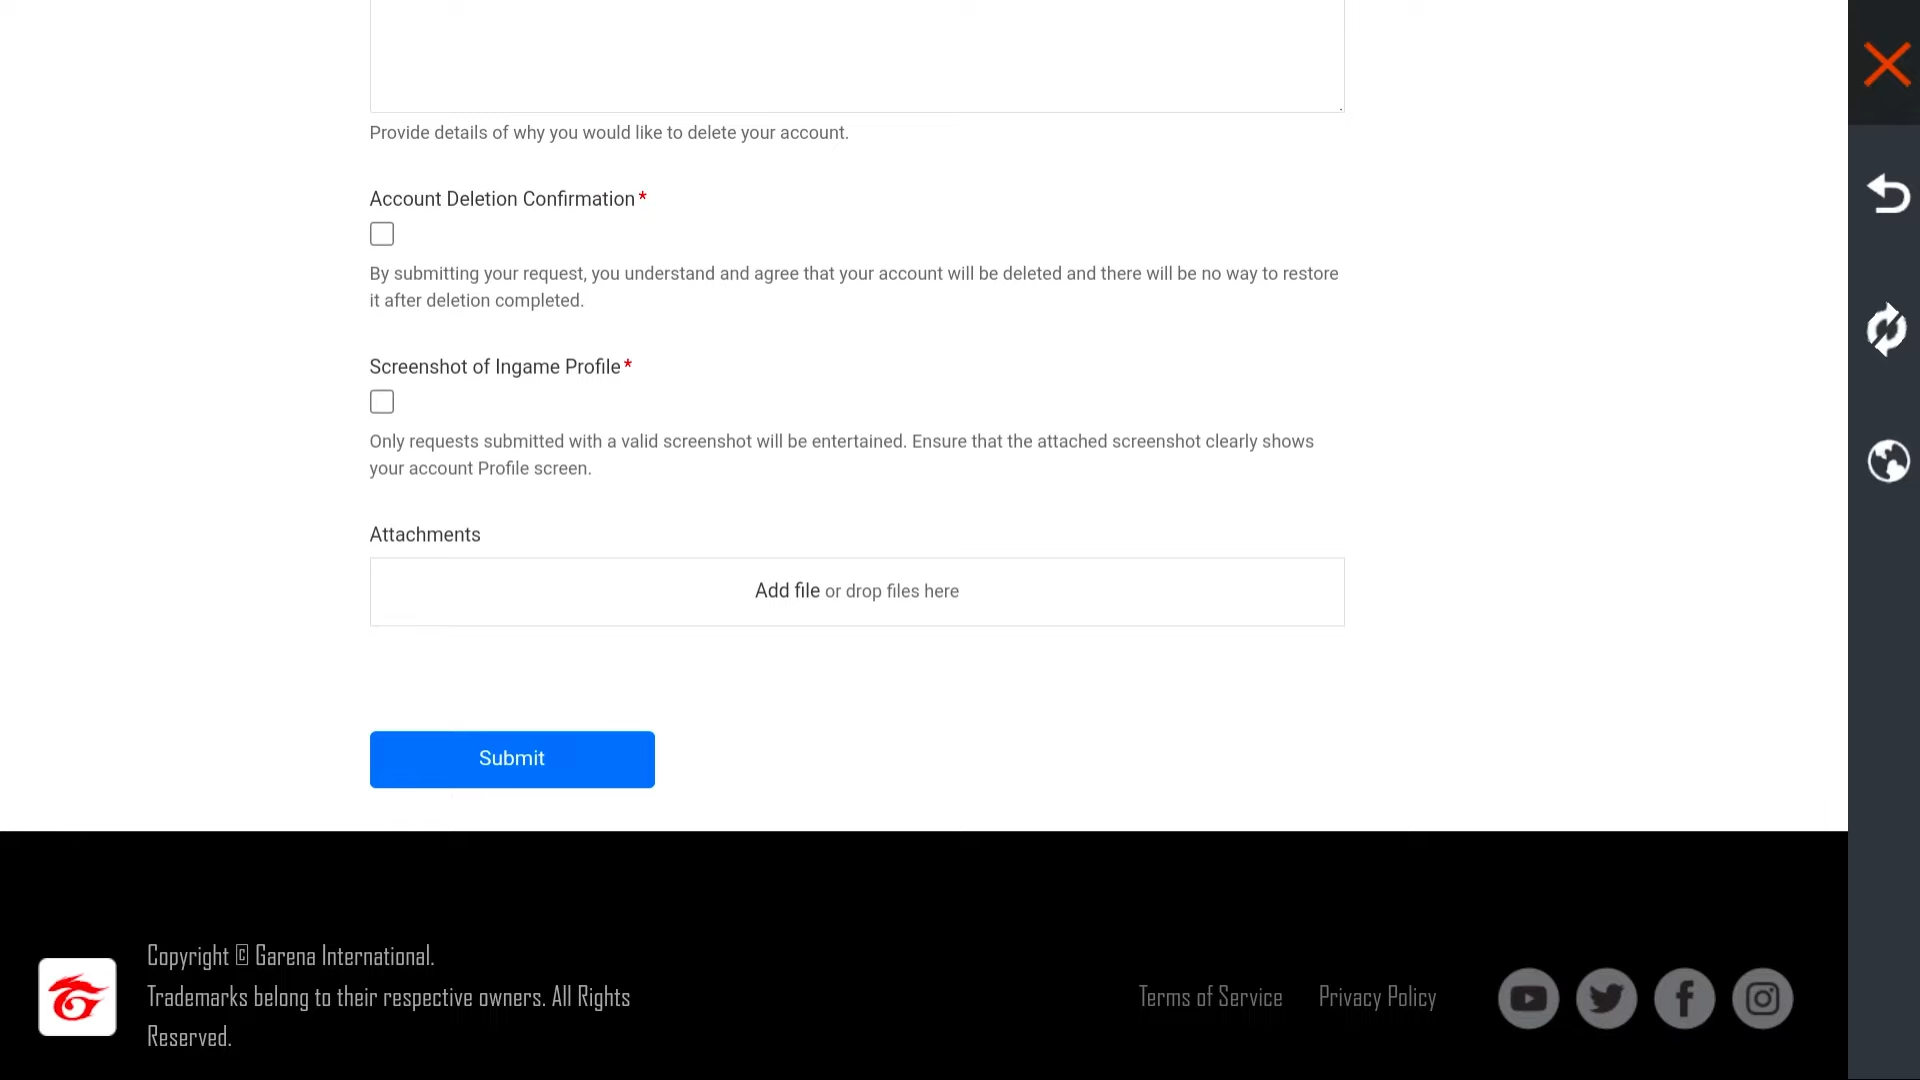 Provide details of why you would like to delete your account.
Account Deletion Confirmation*
By submitting your request, you understand and agree that your account will be deleted and there will be no way to restore
it after deletion completed.
Screenshot of Ingame Profile*
Only requests submitted with a valid screenshot will be entertained. Ensure that the attached screenshot clearly shows
your account Profile screen.
Attachments
Add file or drop files here
Submit
Copyright © Garena International.
Trademarks belong to their respective owners. All Rights
Reserved.
Terms of Service
Privacy Policy